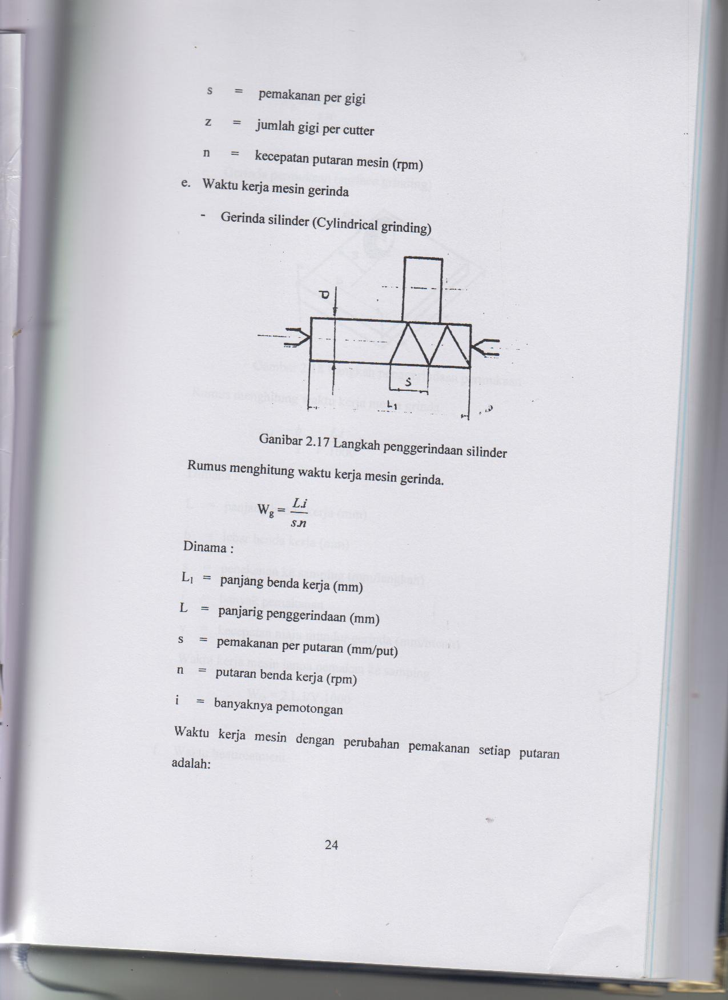 s = pemakanan per gigi
z = jumlah gigi per cutter
n = kecepatan putaran mesin (rpm)
e. Waktu kerja mesin gerinda
- Gerinda silinder (Cylindrical grinding)
d
S
L1
Ganibar 2.17 Langkah penggerindaan silinder
Rumus menghitung waktu kerja mesin gerinda.
Wg = L.i / s.n
Dinama :
L1 = panjang benda kerja (mm)
L = panjarig penggerindaan (mm)
s = pemakanan per putaran (mm/put)
n = putaran benda kerja (rpm)
i = banyaknya pemotongan
Waktu kerja mesin dengan perubahan pemakanan setiap putaran
adalah:
24